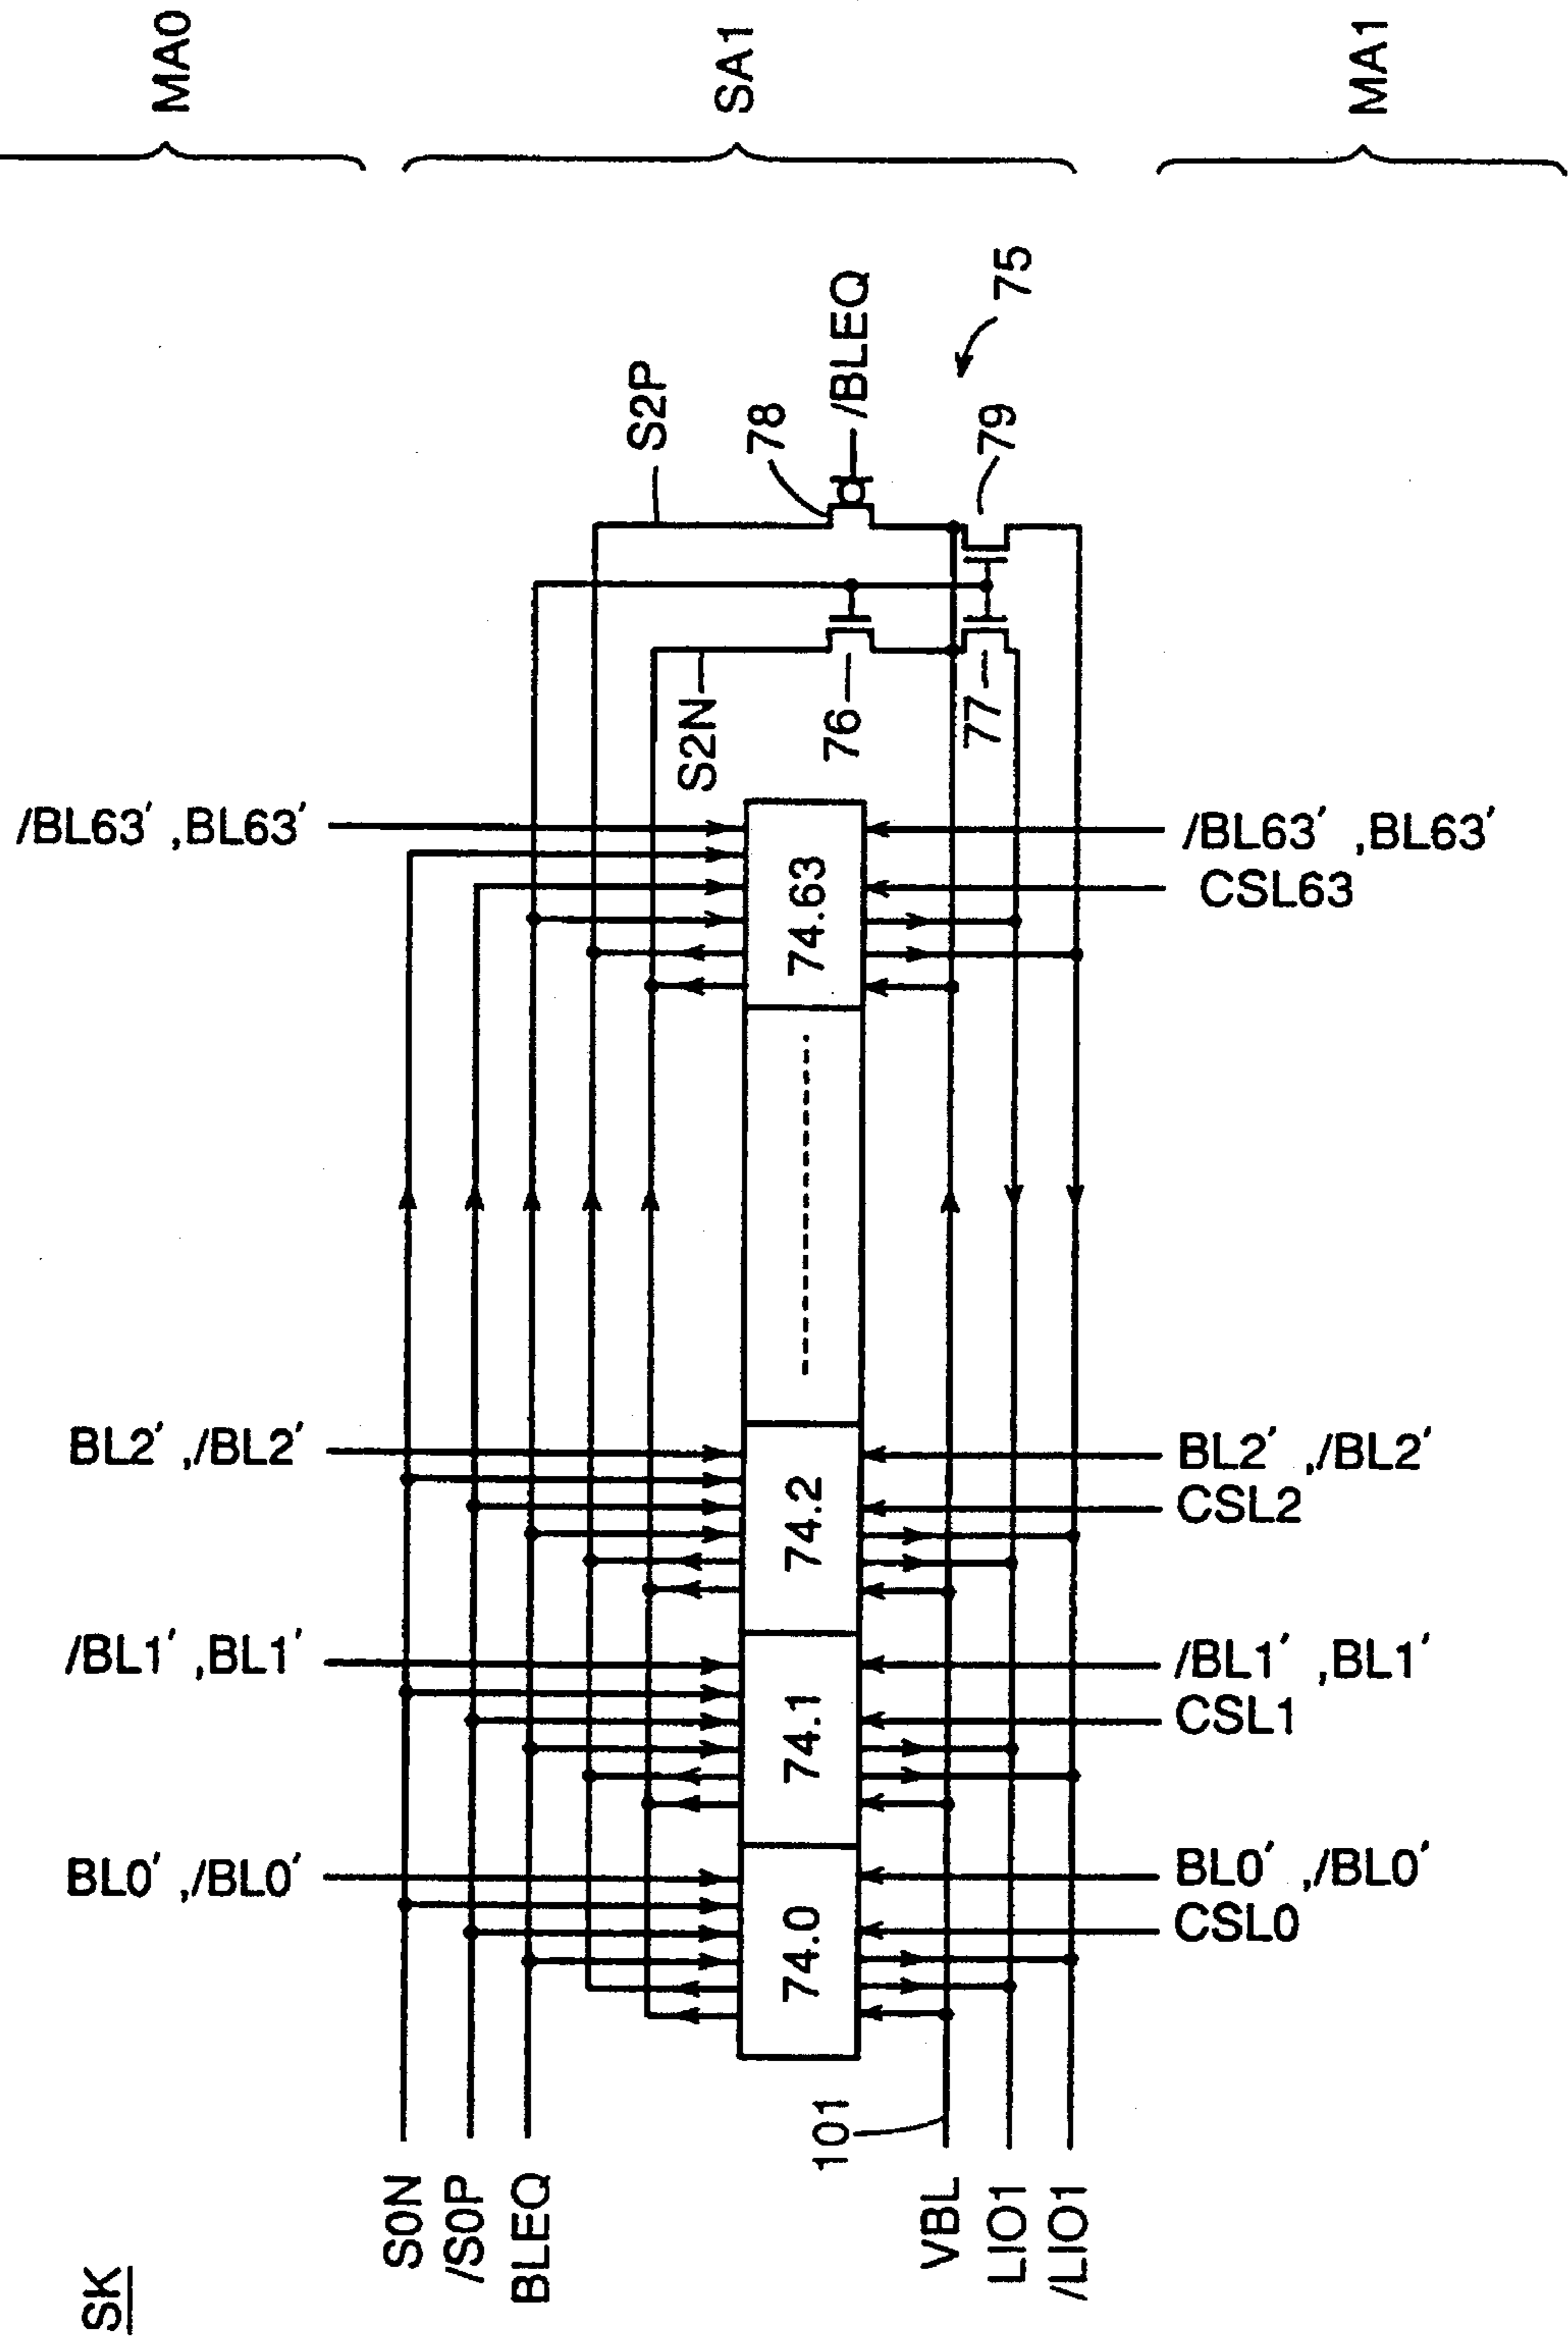 SK
MA0
SA1
MA1
/BL63′ ,BL63′
BL2′ ,/BL2′
/BL1′ ,BL1′
BL0′ ,/BL0′
S0N
/S0P
BLEQ
S2P
S2N
78
/BLEQ
76
77
79
75
74.63
74.2
74.1
74.0
101
VBL
LIO1
/LIO1
/BL63′ ,BL63′
CSL63
BL2′ ,/BL2′
CSL2
/BL1′ ,BL1′
CSL1
BL0′ ,/BL0′
CSL0